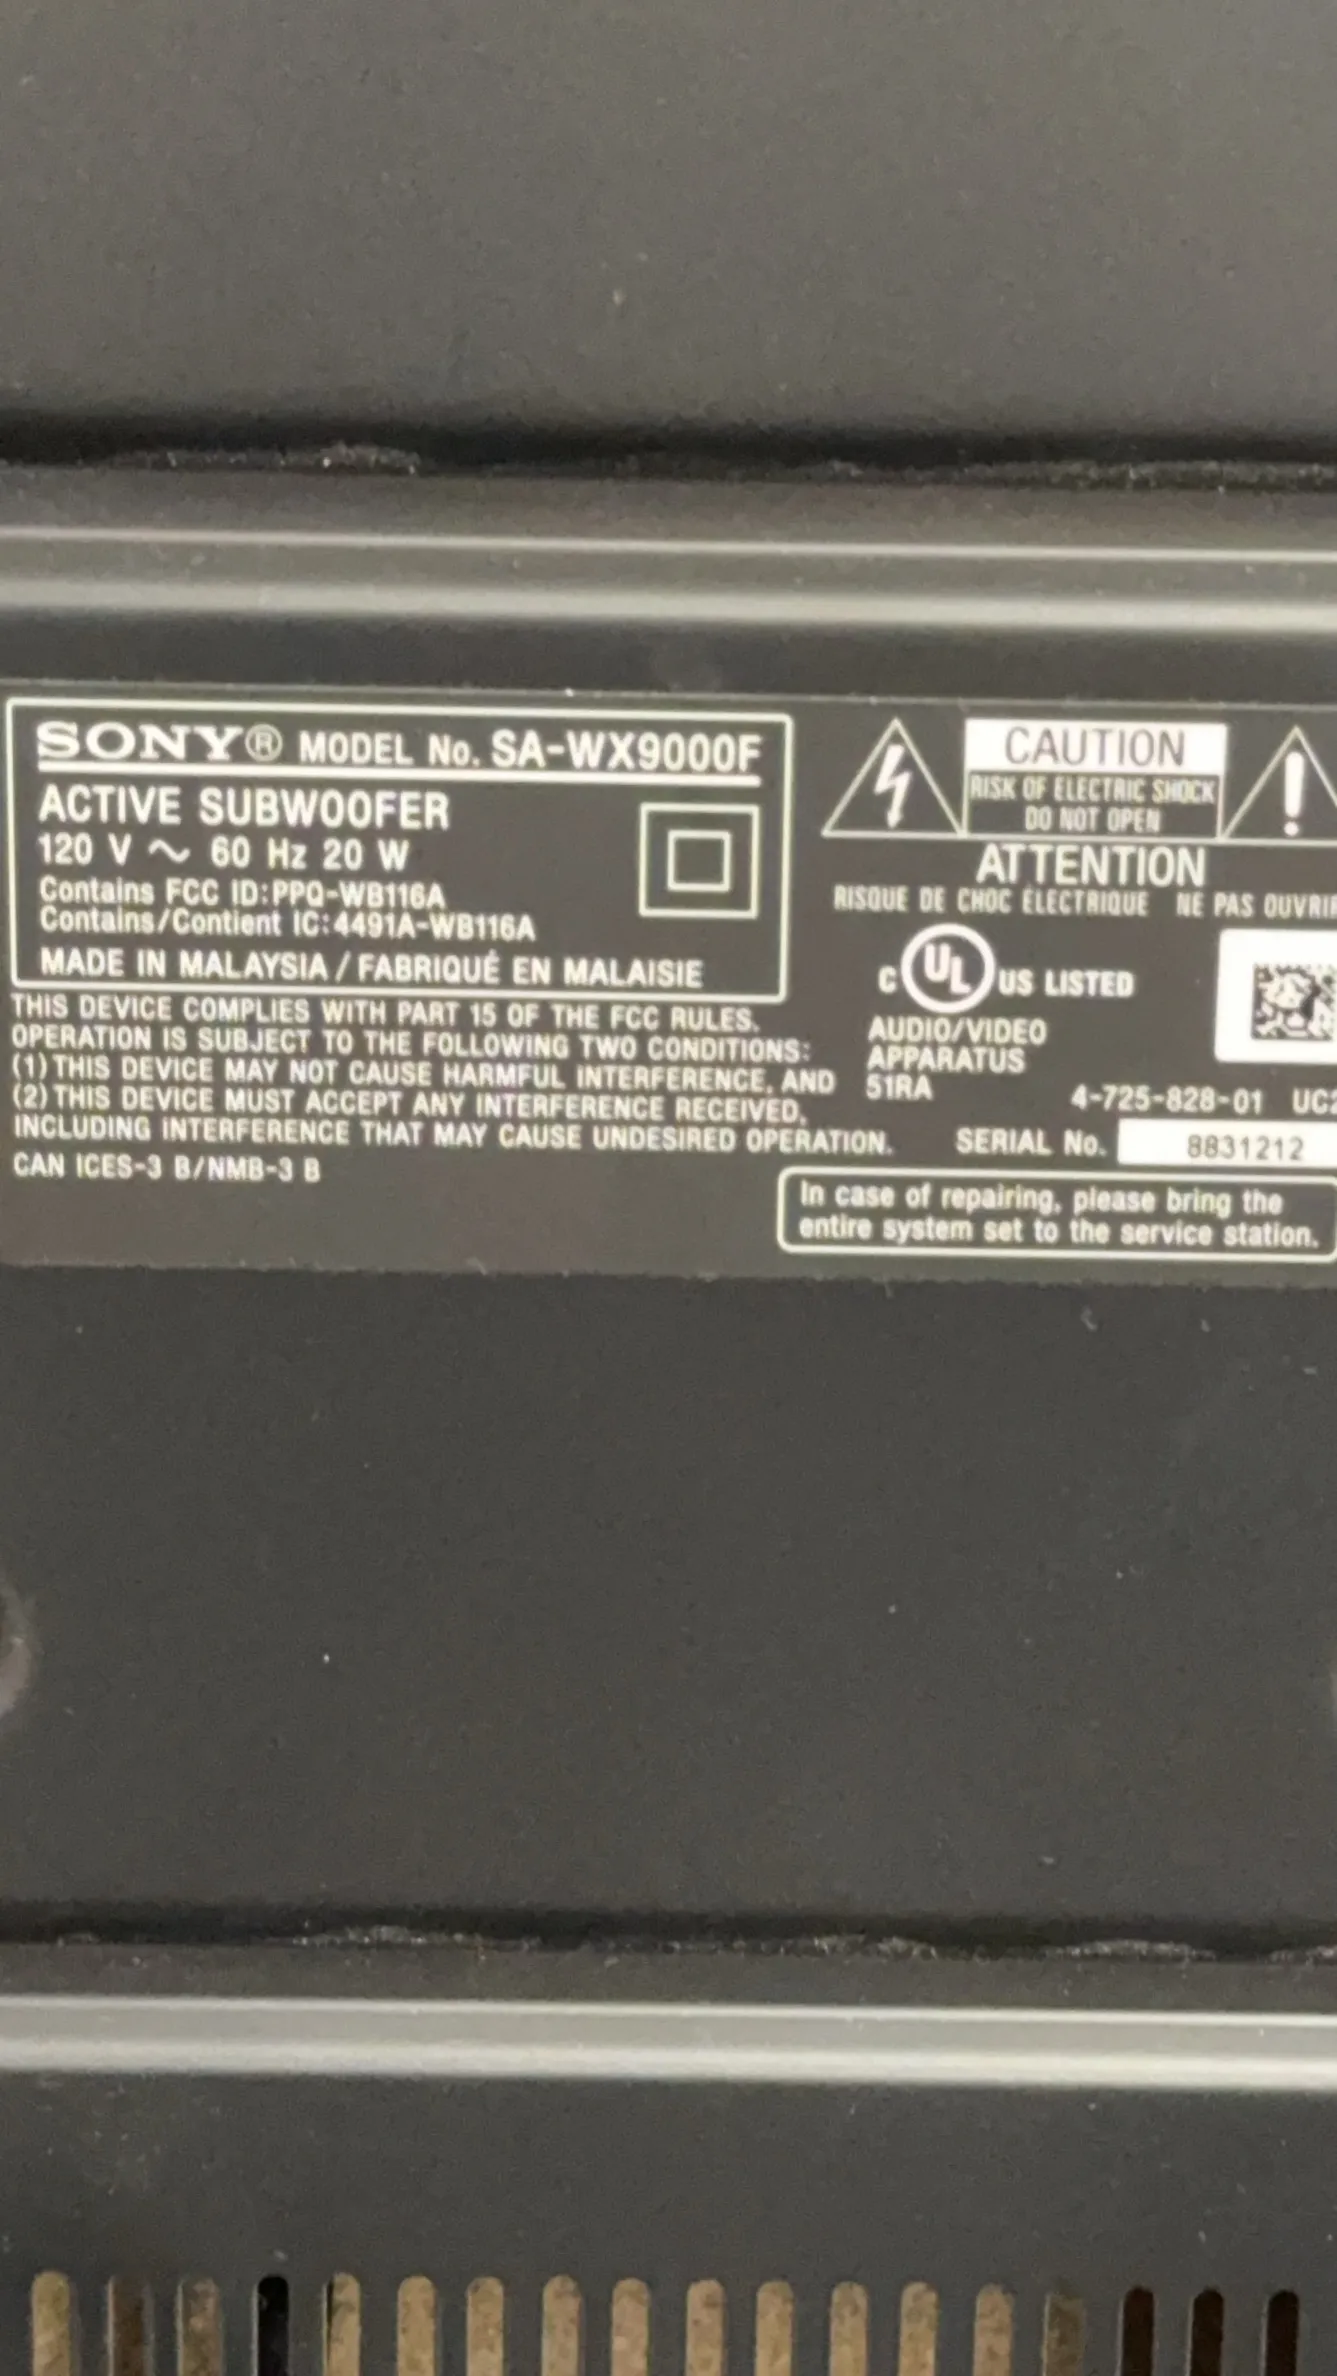 SONY® MODEL No. SA-WX9000F
ACTIVE SUBWOOFER
120 V ~ 60 Hz 20 W
Contains FCC ID:PPQ-WB116A
Contains/Contient IC:4491A-WB116A
MADE IN MALAYSIA / FABRIQUÉ EN MALAISIE
THIS DEVICE COMPLIES WITH PART 15 OF THE FCC RULES.
OPERATION IS SUBJECT TO THE FOLLOWING TWO CONDITIONS:
(1) THIS DEVICE MAY NOT CAUSE HARMFUL INTERFERENCE, AND
(2) THIS DEVICE MUST ACCEPT ANY INTERFERENCE RECEIVED,
INCLUDING INTERFERENCE THAT MAY CAUSE UNDESIRED OPERATION.
CAN ICES-3 B/NMB-3 B
CAUTION
RISK OF ELECTRIC SHOCK
DO NOT OPEN
ATTENTION
RISQUE DE CHOC ÉLECTRIQUE NE PAS OUVRIR
C UL US LISTED
AUDIO/VIDEO
APPARATUS
51RA
4-725-828-01
SERIAL No. 8831212
In case of repairing, please bring the
entire system set to the service station.